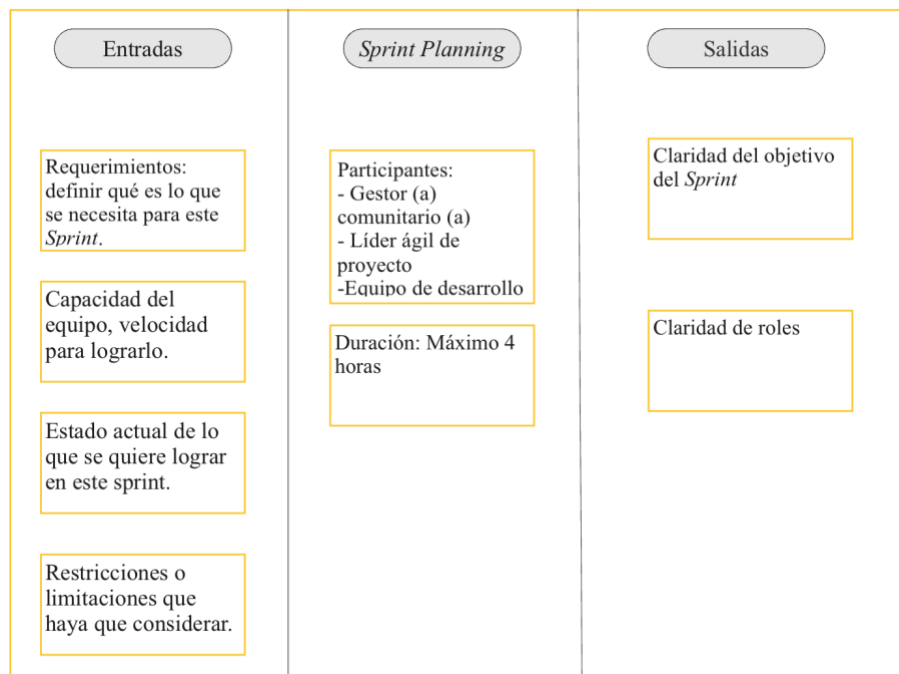 Entradas
Requerimientos:
definir qué es lo que
se necesita para este
Sprint.
Capacidad del
equipo, velocidad
para lograrlo.
Estado actual de lo
que se quiere lograr
en este sprint.
Restricciones o
limitaciones que
haya que considerar.
Sprint Planning
Participantes:
- Gestor (a)
comunitario (a)
- Líder ágil de
proyecto
-Equipo de desarrollo
Duración: Máximo 4
horas
Salidas
Claridad del objetivo
del Sprint
Claridad de roles